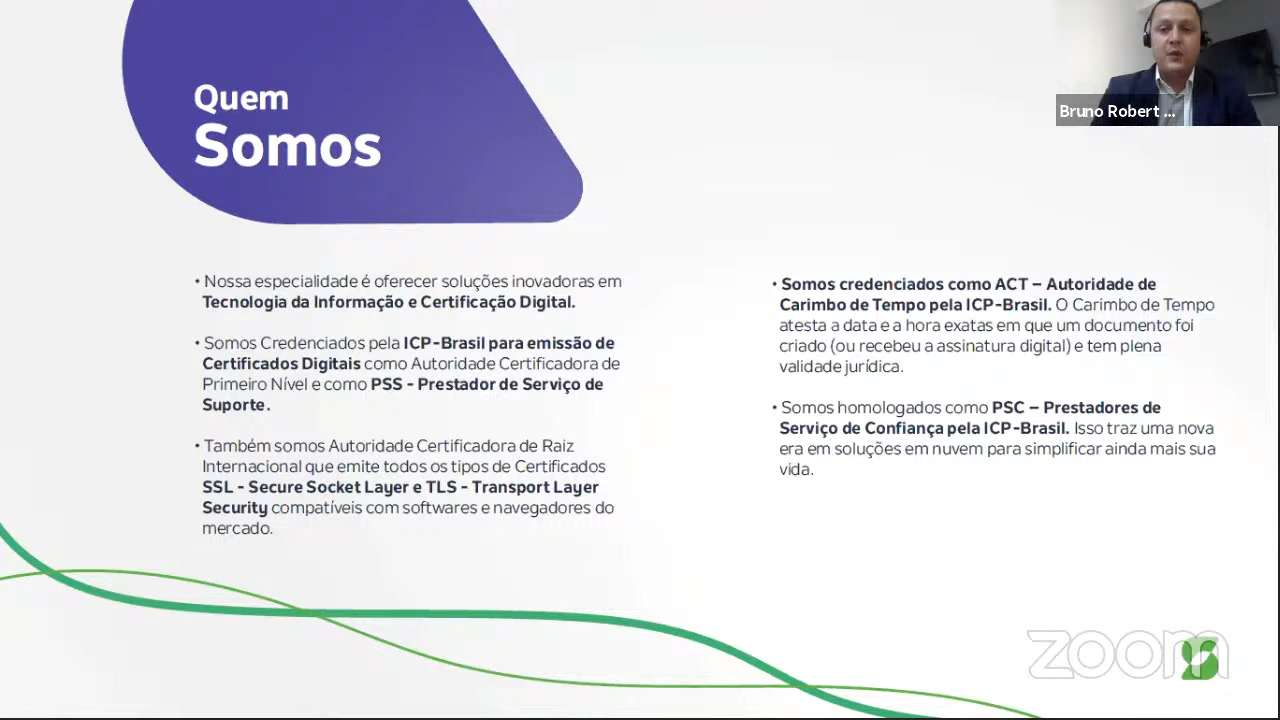 Quem
Somos
Bruno Robert ...
• Nossa especialidade é oferecer soluções inovadoras em
Tecnologia da Informação e Certificação Digital.
• Somos Credenciados pela ICP-Brasil para emissão de
Certificados Digitais como Autoridade Certificadora de
Primeiro Nível e como PSS - Prestador de Serviço de
Suporte.
• Também somos Autoridade Certificadora de Raiz
Internacional que emite todos os tipos de Certificados
SSL - Secure Socket Layer e TLS - Transport Layer
Security compatíveis com softwares e navegadores do
mercado.
• Somos credenciados como ACT – Autoridade de
Carimbo de Tempo pela ICP-Brasil. O Carimbo de Tempo
atesta a data e a hora exatas em que um documento foi
criado (ou recebeu a assinatura digital) e tem plena
validade jurídica.
• Somos homologados como PSC – Prestadores de
Serviço de Confiança pela ICP-Brasil. Isso traz uma nova
era em soluções em nuvem para simplificar ainda mais sua
vida.
zoom